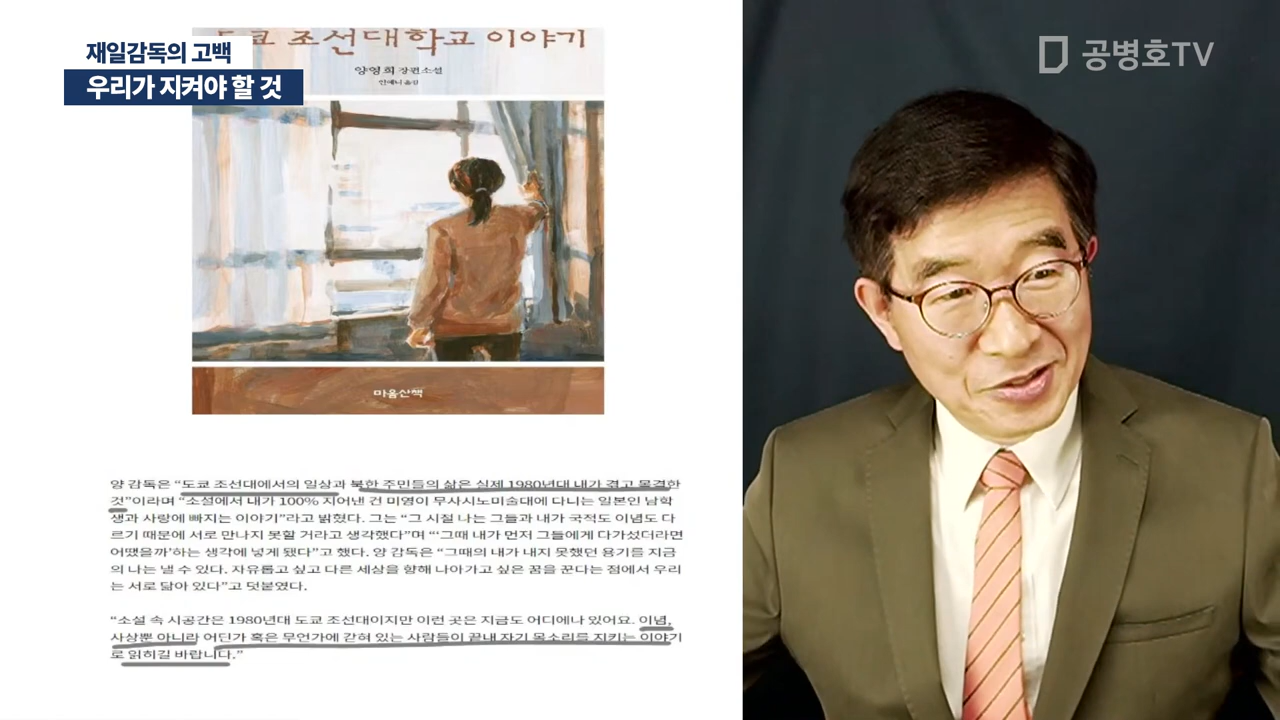 재일감독의 고백
우리가 지켜야 할 것
도쿄 조선대학교 이야기
양영희 장편소설
인예니 옮김
마음산책
공병호TV
양 감독은 “도쿄 조선대에서의 일상과 북한 주민들의 삶은 실제 1980년대 내가 겪고 목격한
것”이라며 “소설에서 내가 100% 지어낸 건 미영이 무사시노미술대에 다니는 일본인 남학
생과 사랑에 빠지는 이야기”라고 밝혔다. 그는 “그 시절 나는 그들과 내가 국적도 이념도 다
르기 때문에 서로 만나지 못할 거라고 생각했다”며 “‘그때 내가 먼저 그들에게 다가섰더라면
어땠을까’하는 생각에 넣게 됐다”고 했다. 양 감독은 “그때의 내가 내지 못했던 용기를 지금
의 나는 낼 수 있다. 자유롭고 싶고 다른 세상을 향해 나아가고 싶은 꿈을 꾼다는 점에서 우리
는 서로 닮아 있다”고 덧붙였다.
“소설 속 시공간은 1980년대 도쿄 조선대이지만 이런 곳은 지금도 어디에나 있어요. 이념,
사상뿐 아니라 어딘가 혹은 무언가에 갇혀 있는 사람들이 끝내 자기 목소리를 지키는 이야기
로 읽히길 바랍니다.”